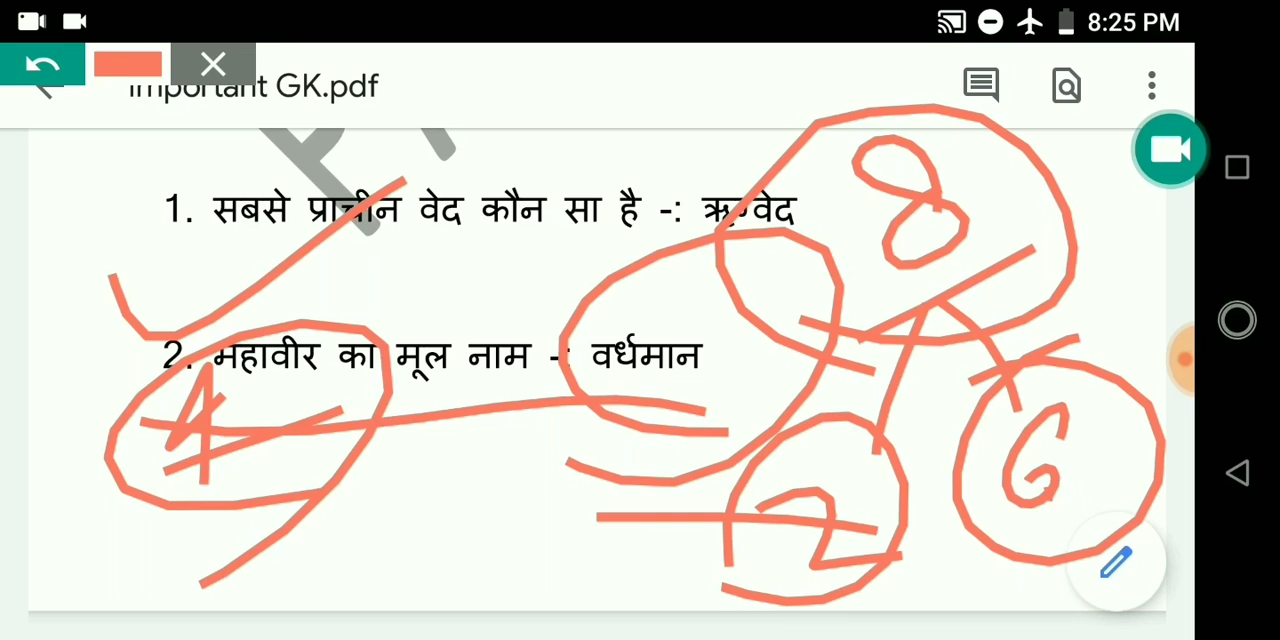 8:25 PM
Important GK.pdf
1. सबसे प्राचीन वेद कौन सा है -: ऋग्वेद
8
2. महावीर का मूल नाम -: वर्धमान
4
6
2